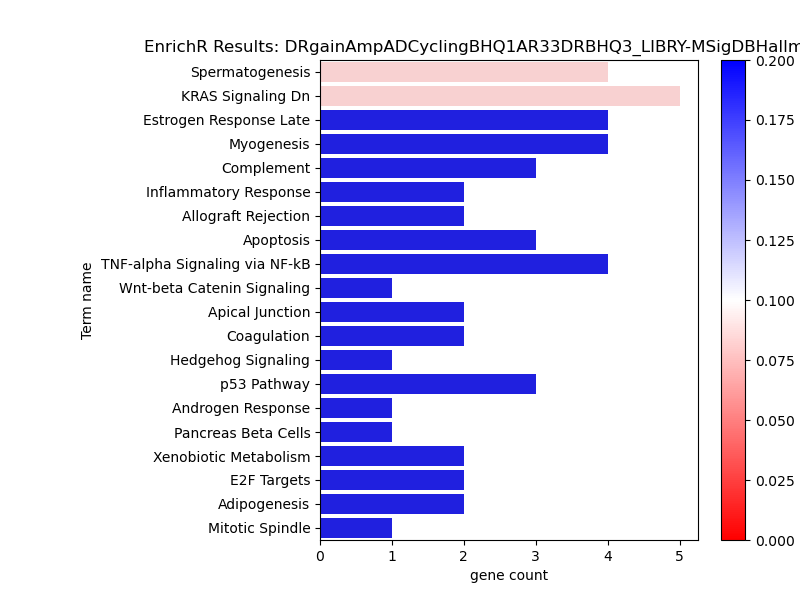 EnrichR Results: DRgainAmpADCyclingBHQ1AR33DRBHQ3_LIBRY-MSigDBHallm
Spermatogenesis
KRAS Signaling Dn
Estrogen Response Late
Myogenesis
Complement
Inflammatory Response
Allograft Rejection
Apoptosis
TNF-alpha Signaling via NF-kB
Wnt-beta Catenin Signaling
Apical Junction
Coagulation
Hedgehog Signaling
p53 Pathway
Androgen Response
Pancreas Beta Cells
Xenobiotic Metabolism
E2F Targets
Adipogenesis
Mitotic Spindle
Term name
0 1 2 3 4 5
gene count
0.200
0.175
0.150
0.125
0.100
0.075
0.050
0.025
0.000